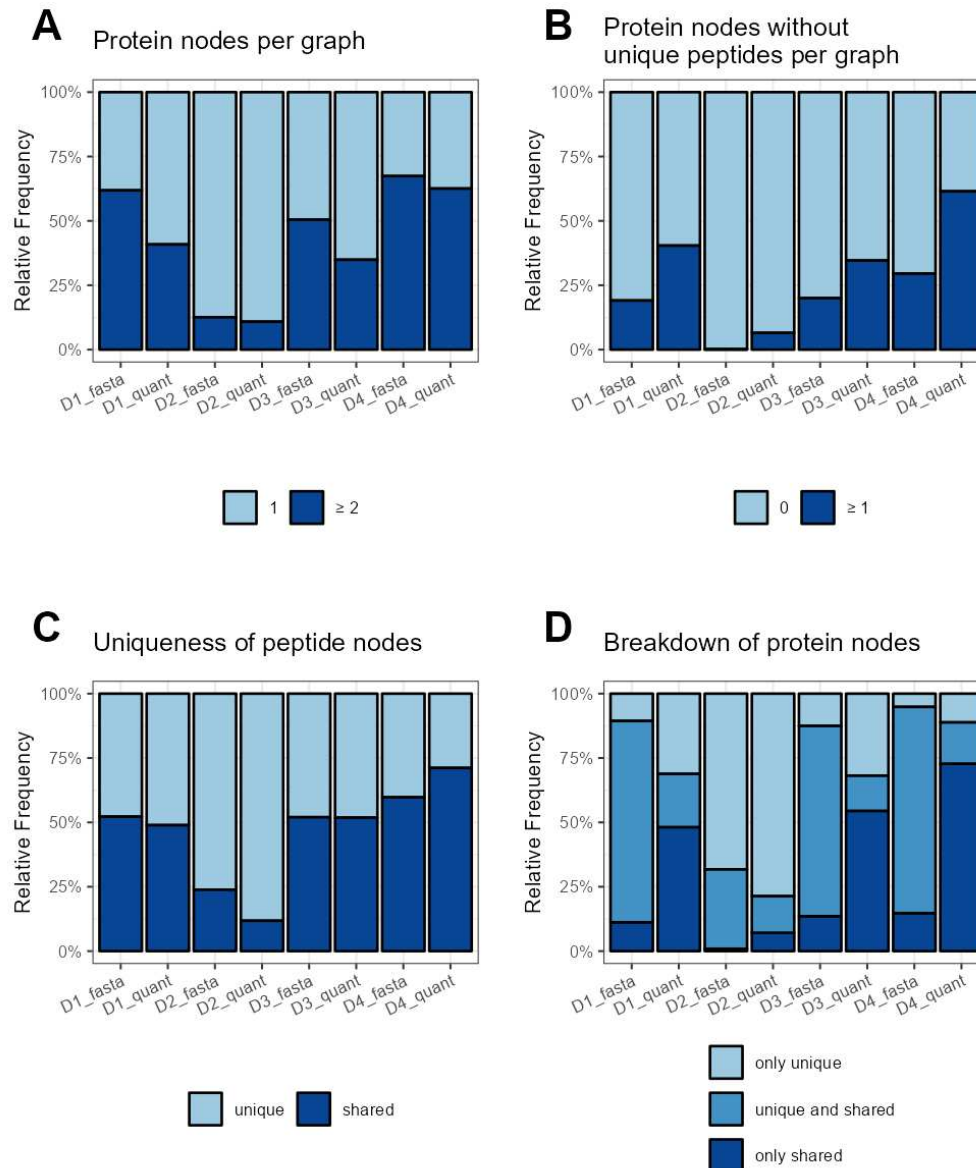 A Protein nodes per graph
Relative Frequency
100%
75%
50%
25%
0%
D1_fasta
D1_quant
D2_fasta
D2_quant
D3_fasta
D3_quant
D4_fasta
D4_quant
1 ≥ 2
B Protein nodes without
unique peptides per graph
Relative Frequency
100%
75%
50%
25%
0%
D1_fasta
D1_quant
D2_fasta
D2_quant
D3_fasta
D3_quant
D4_fasta
D4_quant
0 ≥ 1
C Uniqueness of peptide nodes
Relative Frequency
100%
75%
50%
25%
0%
D1_fasta
D1_quant
D2_fasta
D2_quant
D3_fasta
D3_quant
D4_fasta
D4_quant
unique shared
D Breakdown of protein nodes
Relative Frequency
100%
75%
50%
25%
0%
D1_fasta
D1_quant
D2_fasta
D2_quant
D3_fasta
D3_quant
D4_fasta
D4_quant
only unique
unique and shared
only shared